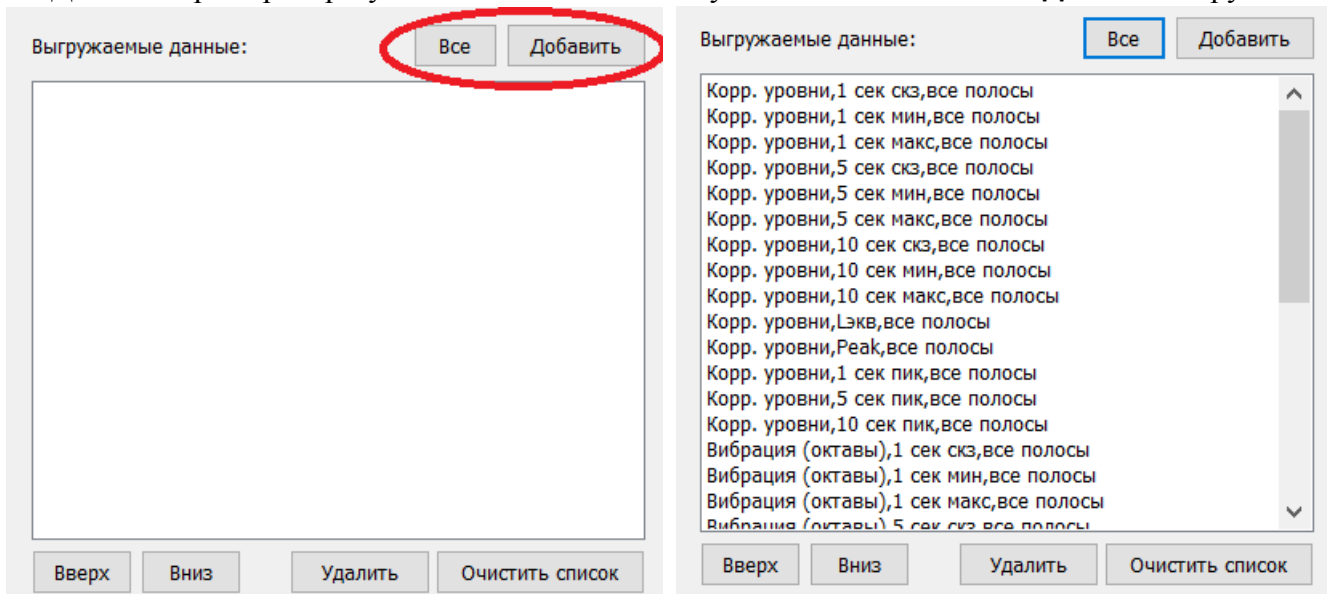 Выгружаемые данные:
Все
Добавить
Вверх
Вниз
Удалить
Очистить список
Выгружаемые данные:
Все
Добавить
Корр. уровни,1 сек скз,все полосы
Корр. уровни,1 сек мин,все полосы
Корр. уровни,1 сек макс,все полосы
Корр. уровни,5 сек скз,все полосы
Корр. уровни,5 сек мин,все полосы
Корр. уровни,5 сек макс,все полосы
Корр. уровни,10 сек скз,все полосы
Корр. уровни,10 сек мин,все полосы
Корр. уровни,10 сек макс,все полосы
Корр. уровни,Lэкв,все полосы
Корр. уровни,Peak,все полосы
Корр. уровни,1 сек пик,все полосы
Корр. уровни,5 сек пик,все полосы
Корр. уровни,10 сек пик,все полосы
Вибрация (октавы),1 сек скз,все полосы
Вибрация (октавы),1 сек мин,все полосы
Вибрация (октавы),1 сек макс,все полосы
Вибрация (октавы),5 сек скз,все полосы
Вверх
Вниз
Удалить
Очистить список